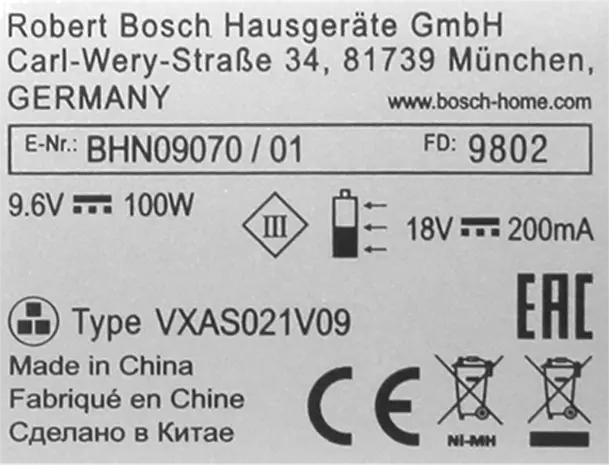 Robert Bosch Hausgeräte GmbH
Carl-Wery-Straße 34, 81739 München,
GERMANY www.bosch-home.com
E-Nr.: BHN09070 / 01 FD: 9802
9.6V 100W III 18V 200mA
Type VXAS021V09 EAC
Made in China
Fabriqué en Chine
Сделано в Китае
CE NI-MH